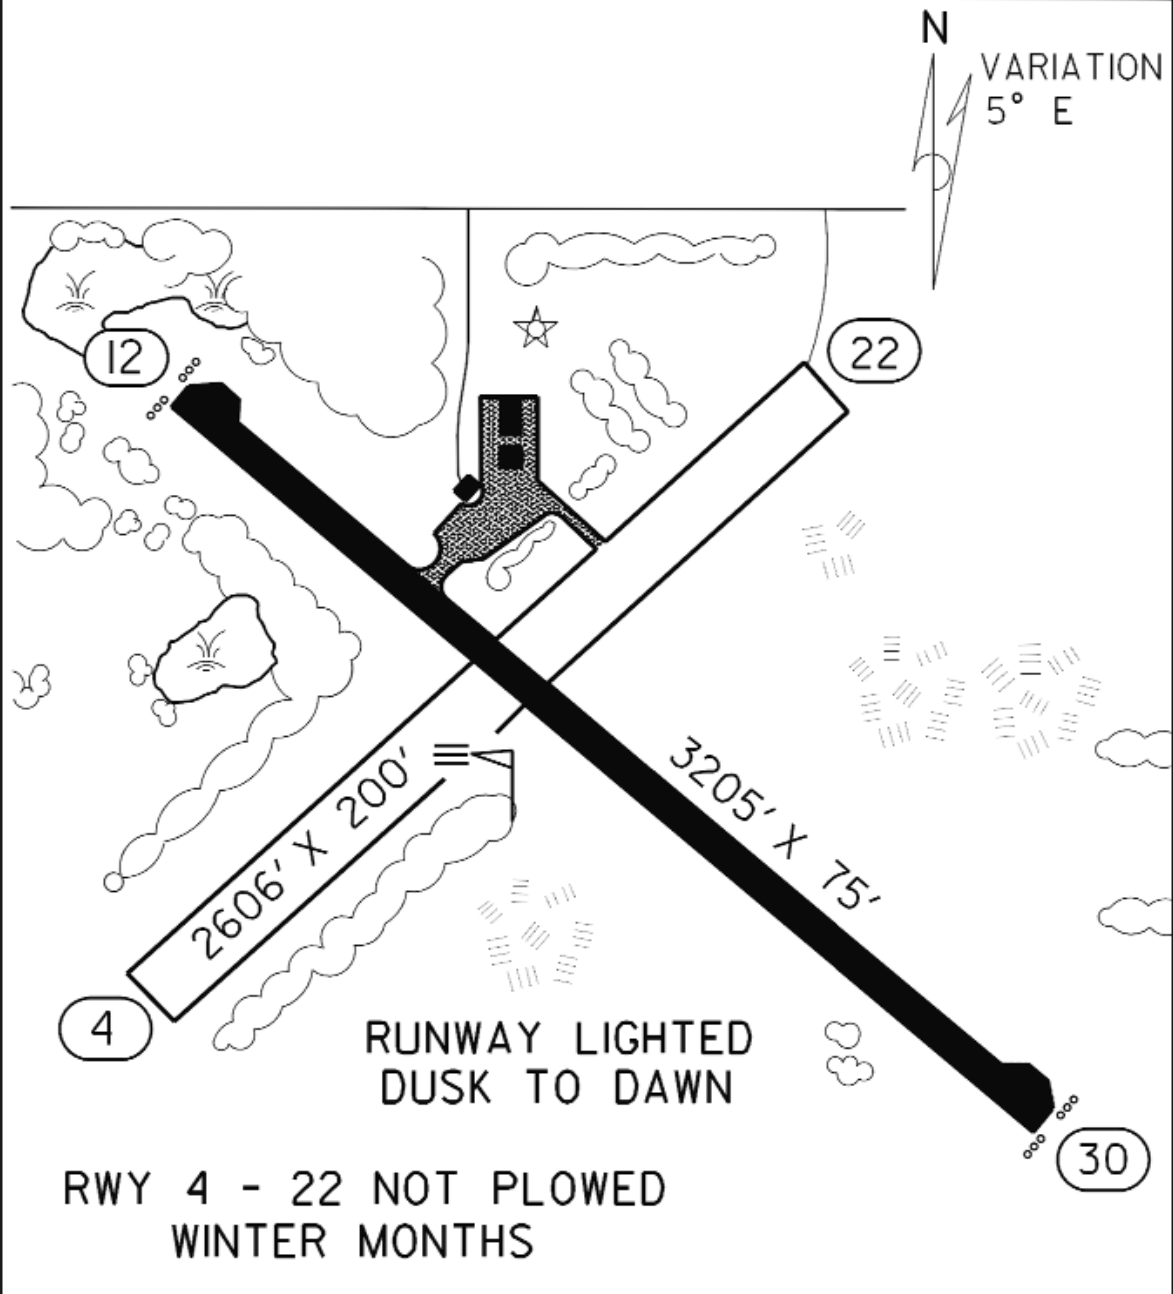 N
VARIATION
5° E
12
22
3205' X 75'
2606' X 200'
4
RUNWAY LIGHTED
DUSK TO DAWN
30
RWY 4 - 22 NOT PLOWED
WINTER MONTHS